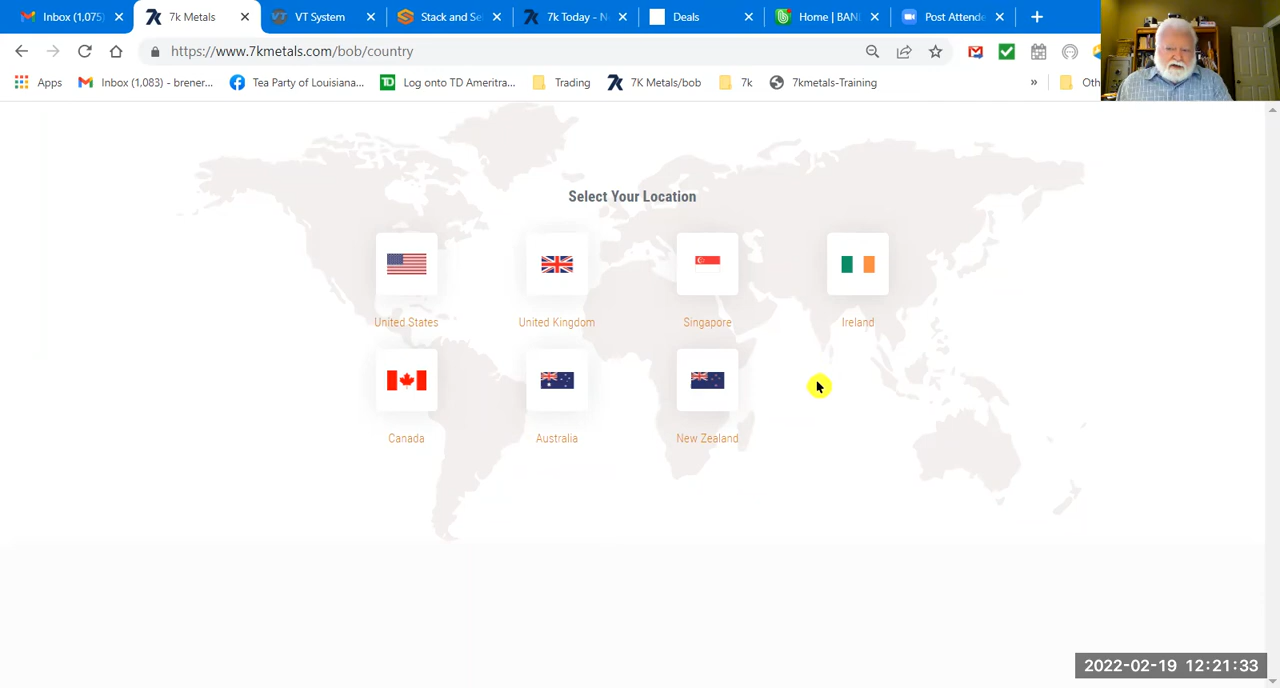 Inbox (1,075)
7k Metals
VT System
Stack and Se
7k Today - N
Deals
Home | BAN
Post Attende
https://www.7kmetals.com/bob/country
Apps
Inbox (1,083) - brener...
Tea Party of Louisiana...
Log onto TD Ameritra...
Trading
7K Metals/bob
7k
7kmetals-Training
»
Oth
Select Your Location
United States
United Kingdom
Singapore
Ireland
Canada
Australia
New Zealand
2022-02-19 12:21:33